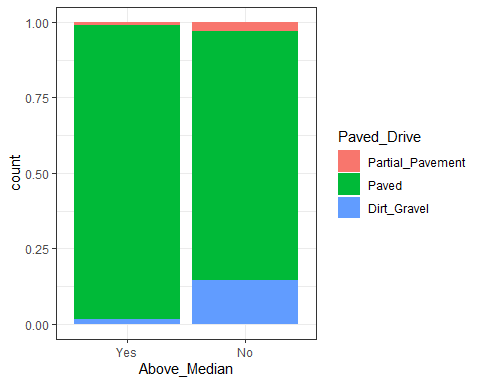 1.00
0.75
0.50
0.25
0.00
count
Yes No
Above_Median
Paved_Drive
Partial_Pavement
Paved
Dirt_Gravel